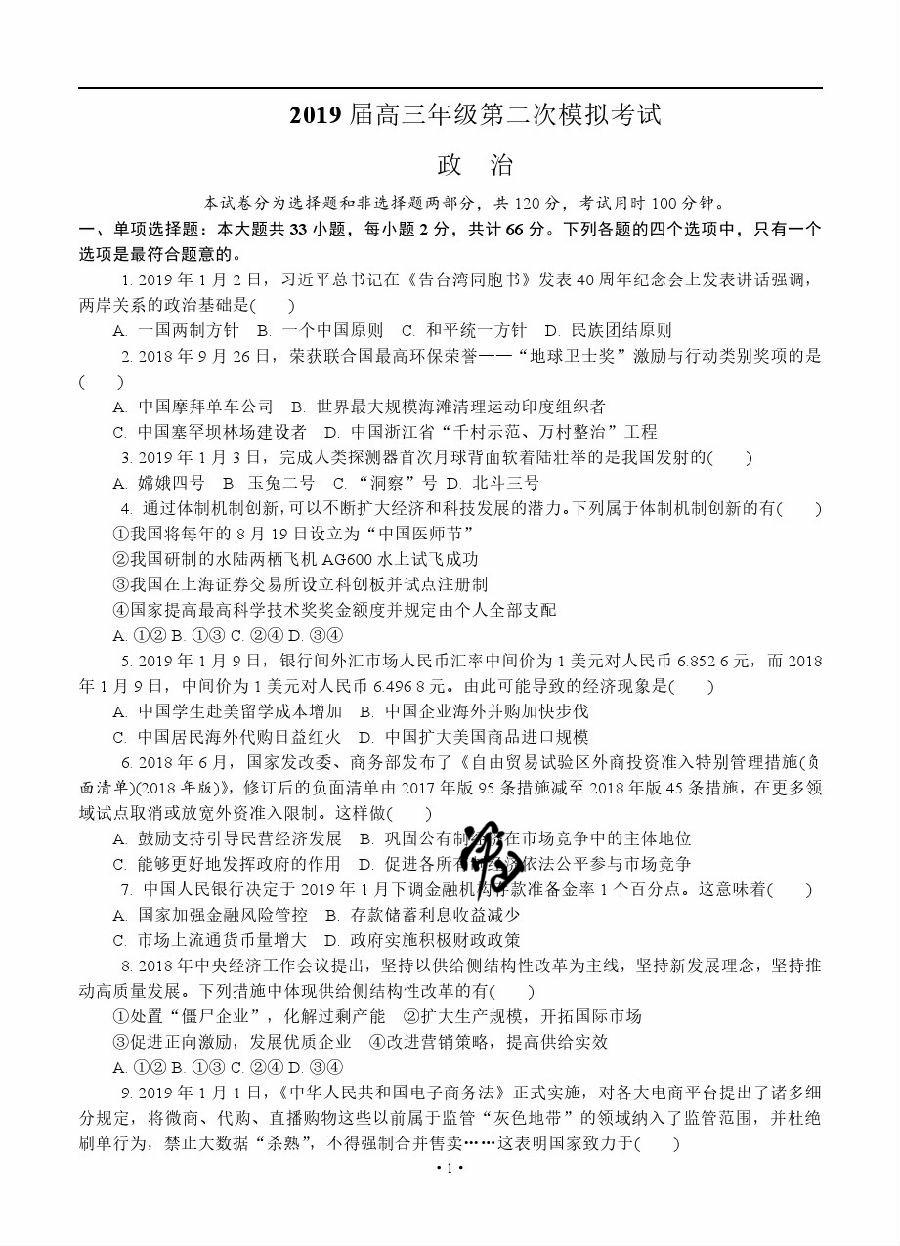 2019 届高三年级第二次模拟考试
政 治
本试卷分为选择题和非选择题两部分，共 120 分，考试月时 100 分钟。
一、单项选择题：本大题共 33 小题，每小题 2 分，共计 66 分。下列各题的四个选项中，只有一个
选项是最符合题意的。
1. 2019 年 1 月 2 日，习近平总书记在《告台湾同胞书》发表 40 周年纪念会上发表讲话强调，
两岸关系的政治基础是(  )
A. 一国两制方针 B. 一个中国原则 C. 和平统一方针 D. 民族团结原则
2. 2018 年 9 月 26 日，荣获联合国最高环保荣誉——“地球卫士奖”激励与行动类别奖项的是
(  )
A. 中国摩拜单车公司 B. 世界最大规模海滩清理运动印度组织者
C. 中国塞罕坝林场建设者 D. 中国浙江省“千村示范、万村整治”工程
3. 2019 年 1 月 3 日，完成人类探测器首次月球背面软着陆壮举的是我国发射的(  )
A. 嫦娥四号 B 玉兔二号 C. “洞察”号 D. 北斗三号
4. 通过体制机制创新,可以不断扩大经济和科技发展的潜力。下列属于体制机制创新的有(  )
①我国将每年的 8 月 19 日设立为“中国医师节”
②我国研制的水陆两栖飞机 AG600 水上试飞成功
③我国在上海证券交易所设立科创板并试点注册制
④国家提高最高科学技术奖奖金额度并规定由个人全部支配
A. ①② B. ①③ C. ②④ D. ③④
5. 2019 年 1 月 9 日，银行间外汇市场人民币汇率中间价为 1 美元对人民币 6.852 6 元，而 2018
年 1 月 9 日，中间价为 1 美元对人民币 6.496 8 元。由此可能导致的经济现象是(  )
A. 中国学生赴美留学成本增加 B. 中国企业海外并购加快步伐
C. 中国居民海外代购日益红火 D. 中国扩大美国商品进口规模
6. 2018 年 6 月，国家发改委、商务部发布了《自由贸易试验区外商投资准入特别管理措施(负
面清单)(2018 年版)》，修订后的负面清单由 2017 年版 95 条措施减至 2018 年版 45 条措施，在更多领
域试点取消或放宽外资准入限制。这样做(  )
A. 鼓励支持引导民营经济发展 B. 巩固公有制经济在市场竞争中的主体地位
C. 能够更好地发挥政府的作用 D. 促进各所有制经济依法公平参与市场竞争
7. 中国人民银行决定于 2019 年 1 月下调金融机构存款准备金率 1 个百分点。这意味着(  )
A. 国家加强金融风险管控 B. 存款储蓄利息收益减少
C. 市场上流通货币量增大 D. 政府实施积极财政政策
8. 2018 年中央经济工作会议提出，坚持以供给侧结构性改革为主线，坚持新发展理念，坚持推
动高质量发展。下列措施中体现供给侧结构性改革的有(  )
①处置“僵尸企业”，化解过剩产能 ②扩大生产规模，开拓国际市场
③促进正向激励，发展优质企业 ④改进营销策略，提高供给实效
A. ①② B. ①③ C. ②④ D. ③④
9. 2019 年 1 月 1 日，《中华人民共和国电子商务法》正式实施，对各大电商平台提出了诸多细
分规定，将微商、代购、直播购物这些以前属于监管“灰色地带”的领域纳入了监管范围，并杜绝
刷单行为，禁止大数据“杀熟”，不得强制合并售卖……这表明国家致力于(  )
·1·